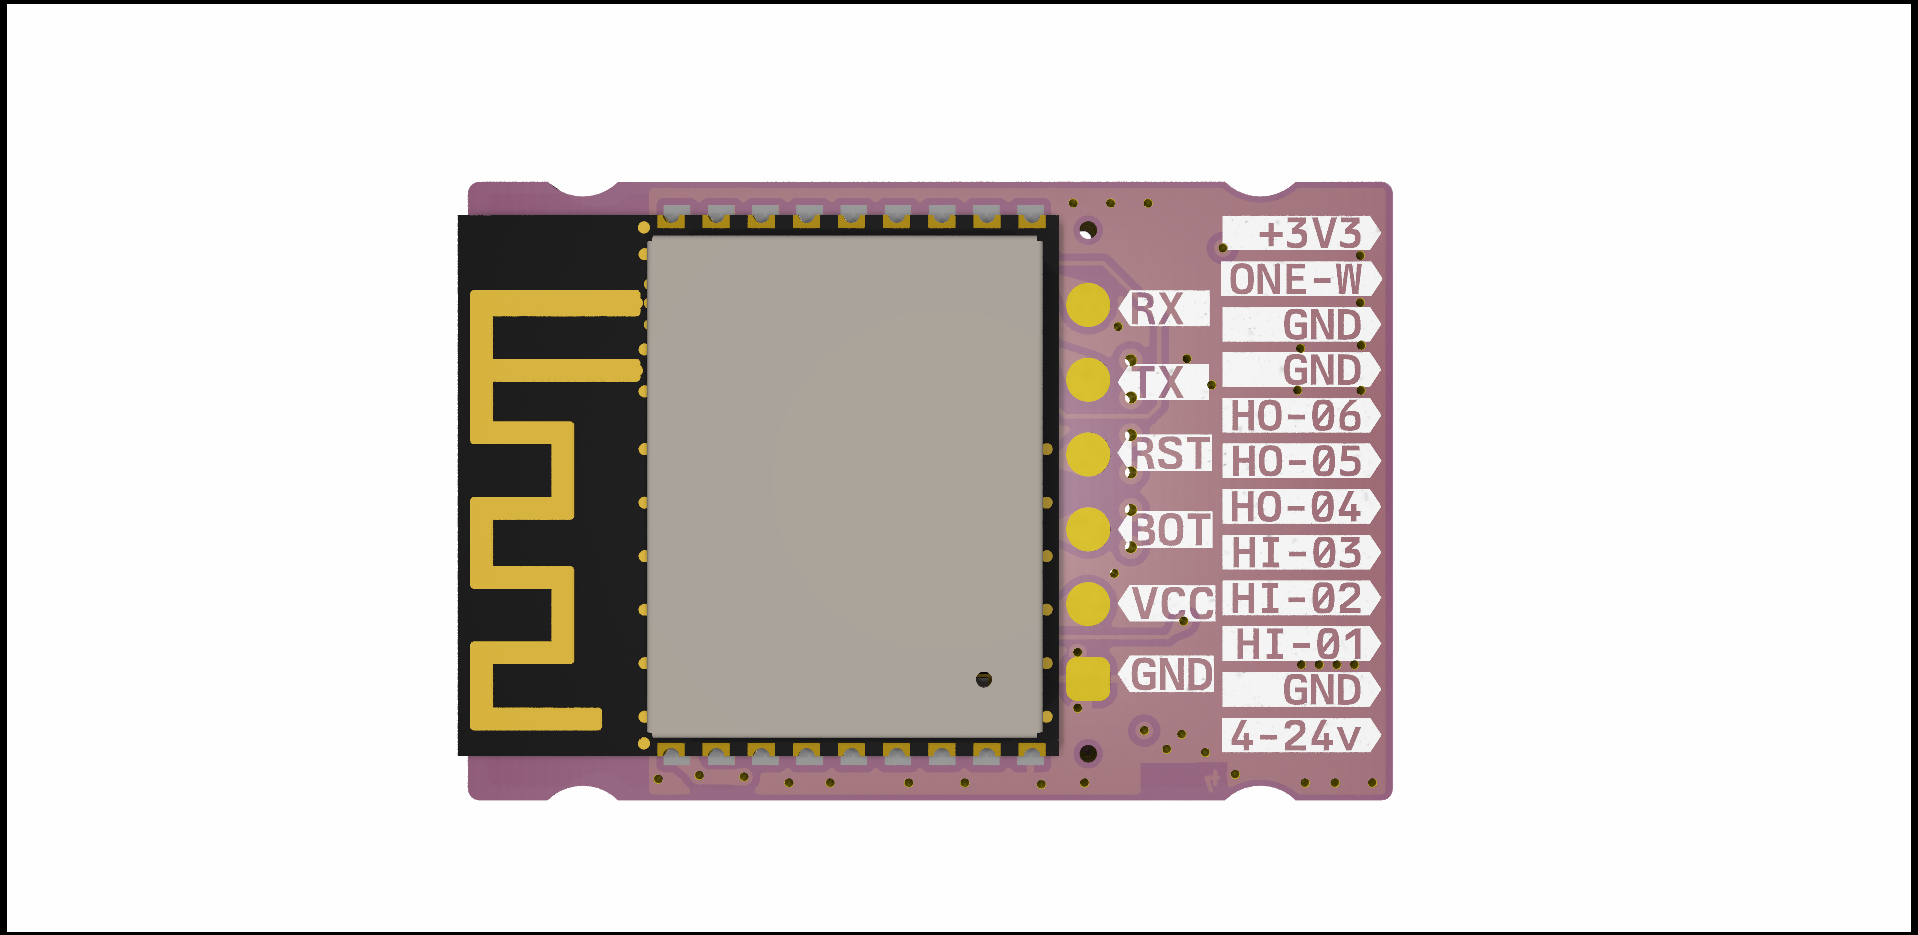 RX
TX
RST
BOT
VCC
GND
+3V3
ONE-W
GND
GND
HO-06
HO-05
HO-04
HI-03
HI-02
HI-01
GND
4-24v